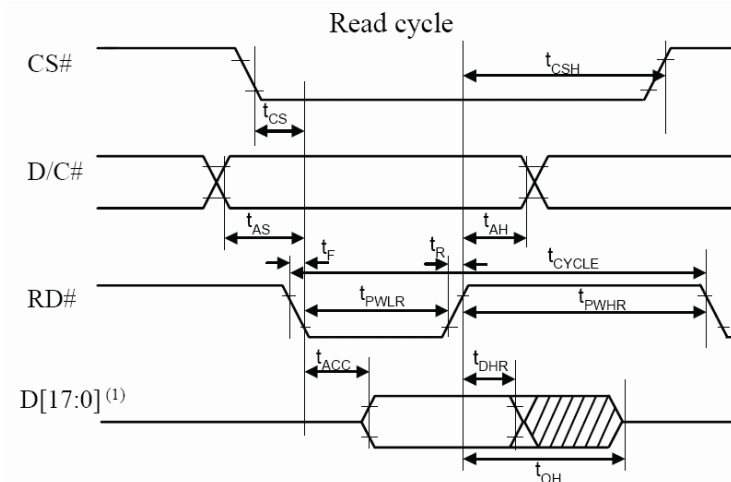 Read cycle
CS#
tCSH
tCS
D/C#
tAS
tAH
tF
tR
tCYCLE
RD#
tPWLR
tPWHR
tACC
tDHR
D[17:0] (1)
tOH